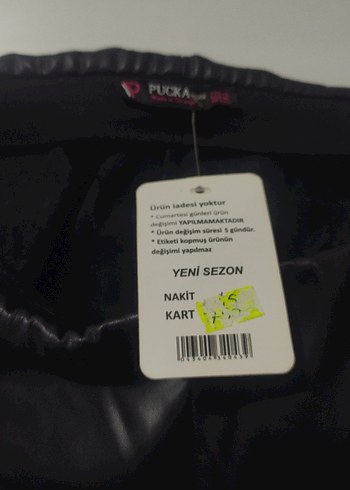 PUCKA
Ürün iadesi yoktur
* Cumartesi günleri ürün
değişimi YAPILMAMAKTADIR
* Ürün değişim süresi 5 gündür.
* Etiketi kopmuş ürünün
değişimi yapılmaz
YENİ SEZON
NAKİT
KART